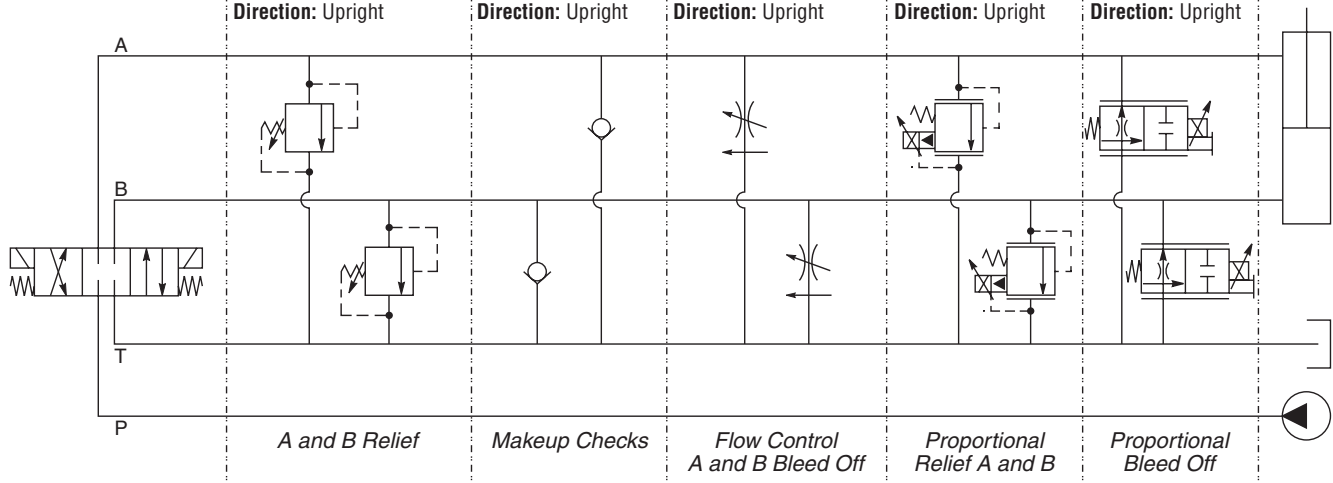 Direction: Upright
Direction: Upright
Direction: Upright
Direction: Upright
Direction: Upright
A
B
T
P
A and B Relief
Makeup Checks
Flow Control
A and B Bleed Off
Proportional
Relief A and B
Proportional
Bleed Off